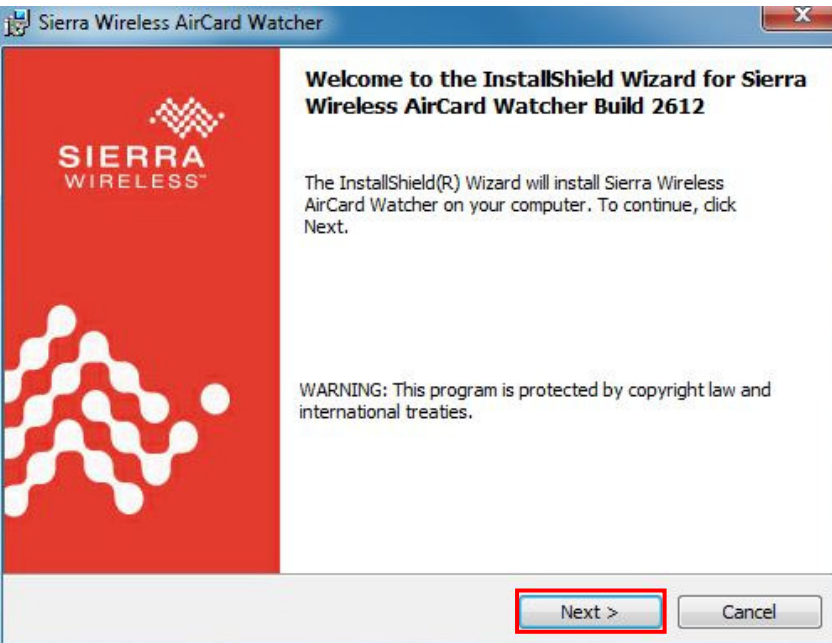 Sierra Wireless AirCard Watcher
SIERRA
WIRELESS™
Welcome to the InstallShield Wizard for Sierra
Wireless AirCard Watcher Build 2612
The InstallShield(R) Wizard will install Sierra Wireless
AirCard Watcher on your computer. To continue, click
Next.
WARNING: This program is protected by copyright law and
international treaties.
Next >
Cancel